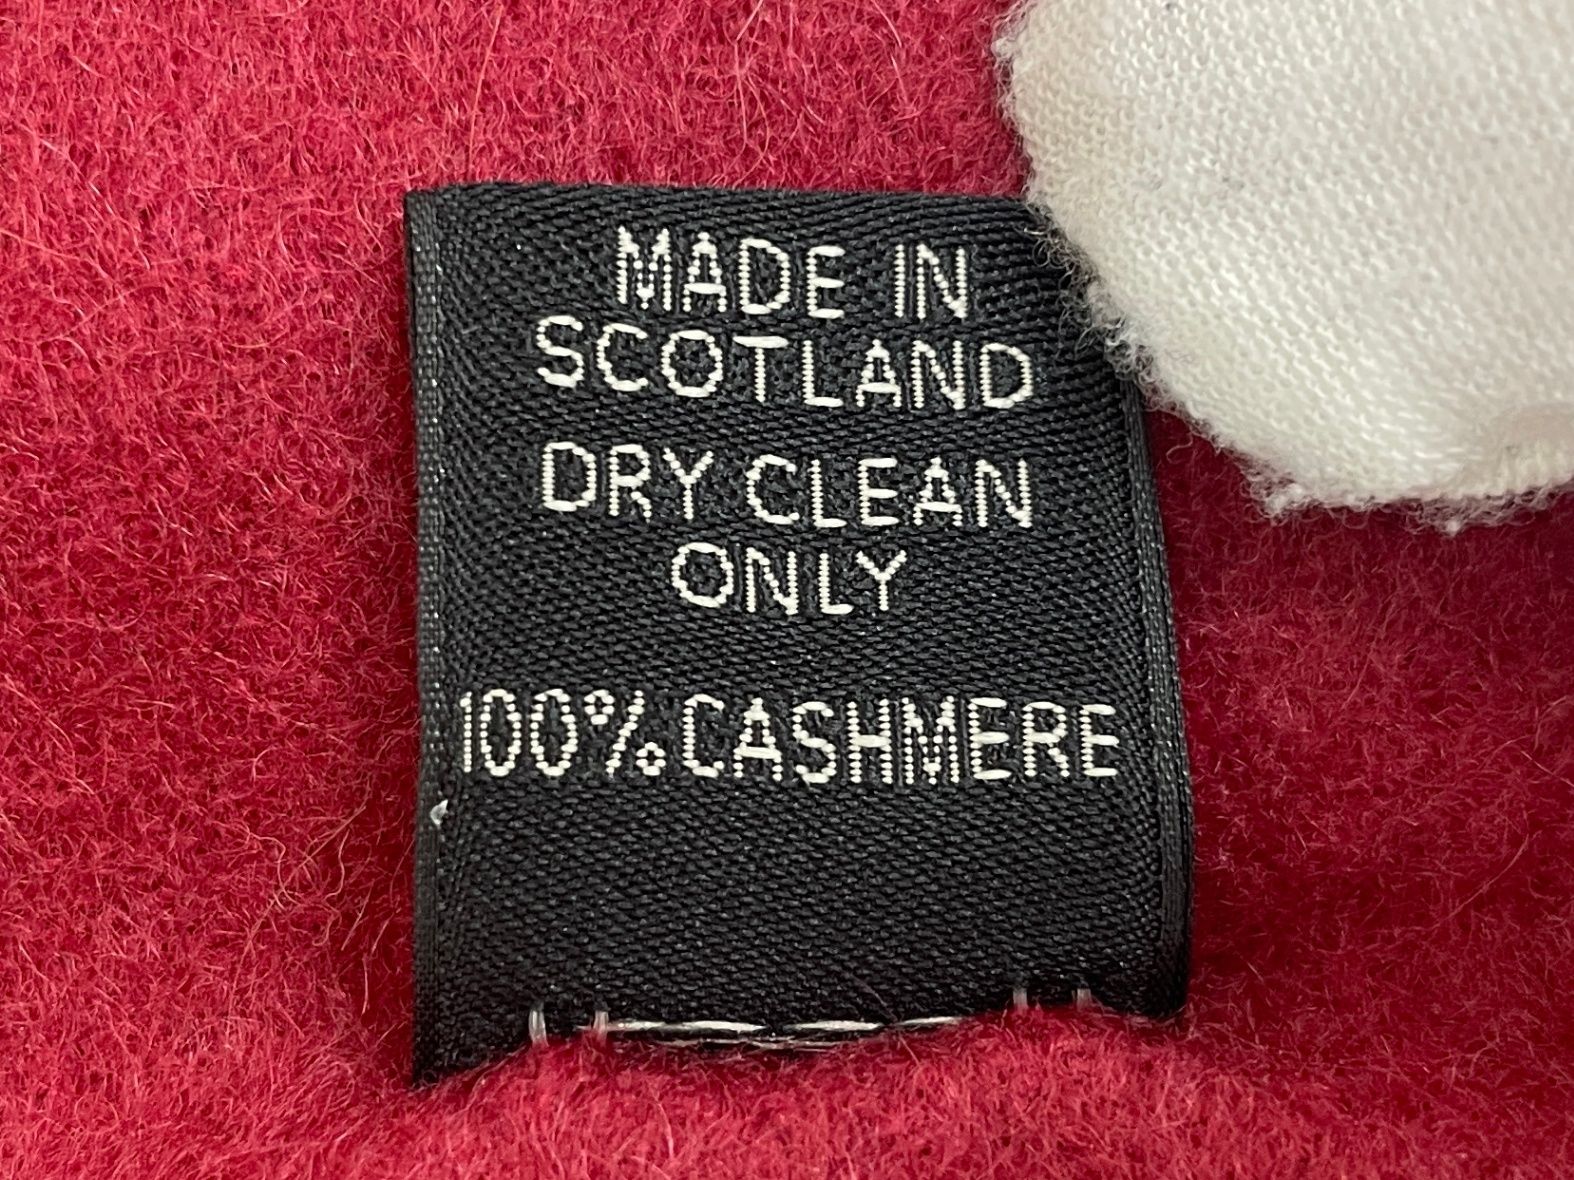 MADE IN
SCOTLAND
DRY CLEAN
ONLY
100% CASHMERE